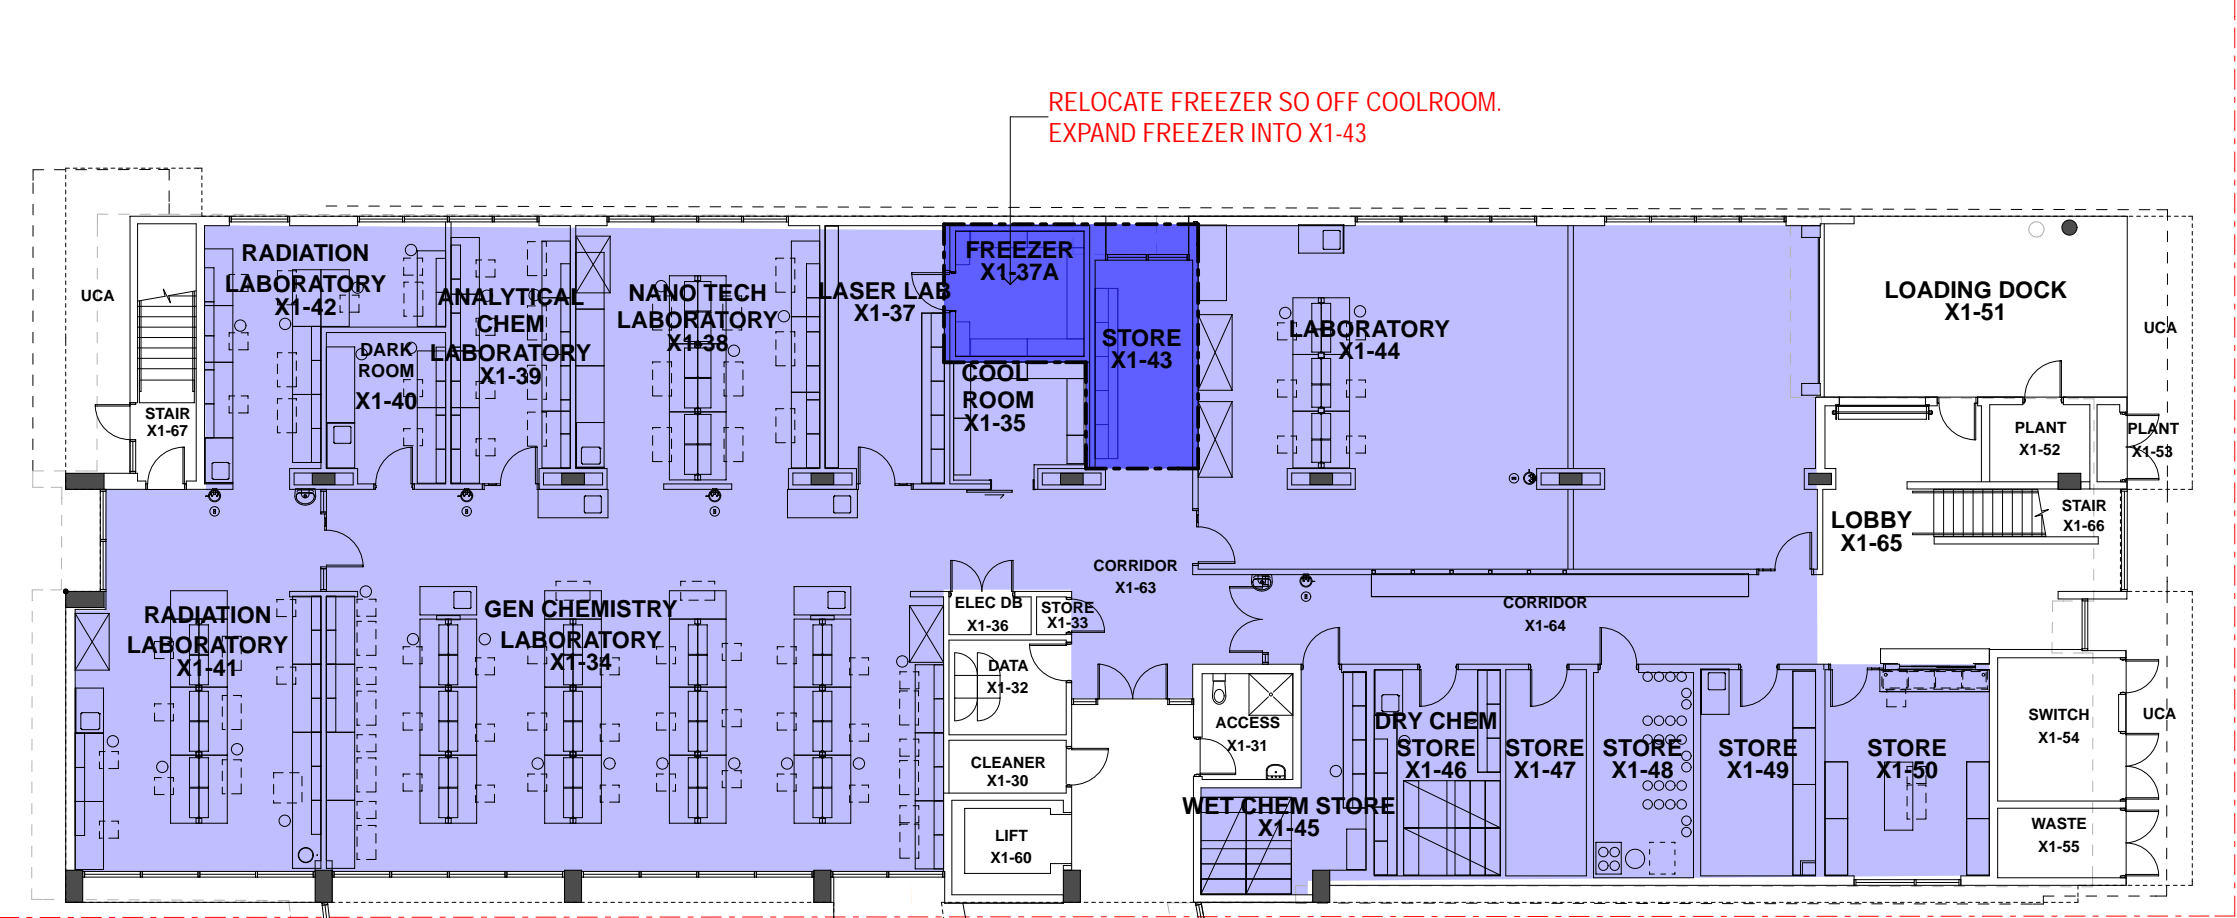 RELOCATE FREEZER SO OFF COOLROOM.
EXPAND FREEZER INTO X1-43
UCA
STAIR
X1-67
RADIATION
LABORATORY
X1-42
DARK
ROOM
X1-40
ANALYTICAL
CHEM
LABORATORY
X1-39
NANO TECH
LABORATORY
X1-38
LASER LAB
X1-37
FREEZER
X1-37A
COOL
ROOM
X1-35
STORE
X1-43
LABORATORY
X1-44
LOADING DOCK
X1-51
UCA
PLANT
X1-52
PLANT
X1-53
STAIR
X1-66
LOBBY
X1-65
RADIATION
LABORATORY
X1-41
GEN CHEMISTRY
LABORATORY
X1-34
CORRIDOR
X1-63
ELEC DB
X1-36
STORE
X1-33
DATA
X1-32
CLEANER
X1-30
LIFT
X1-60
CORRIDOR
X1-64
ACCESS
X1-31
WET CHEM STORE
X1-45
DRY CHEM
STORE
X1-46
STORE
X1-47
STORE
X1-48
STORE
X1-49
STORE
X1-50
SWITCH
X1-54
UCA
WASTE
X1-55